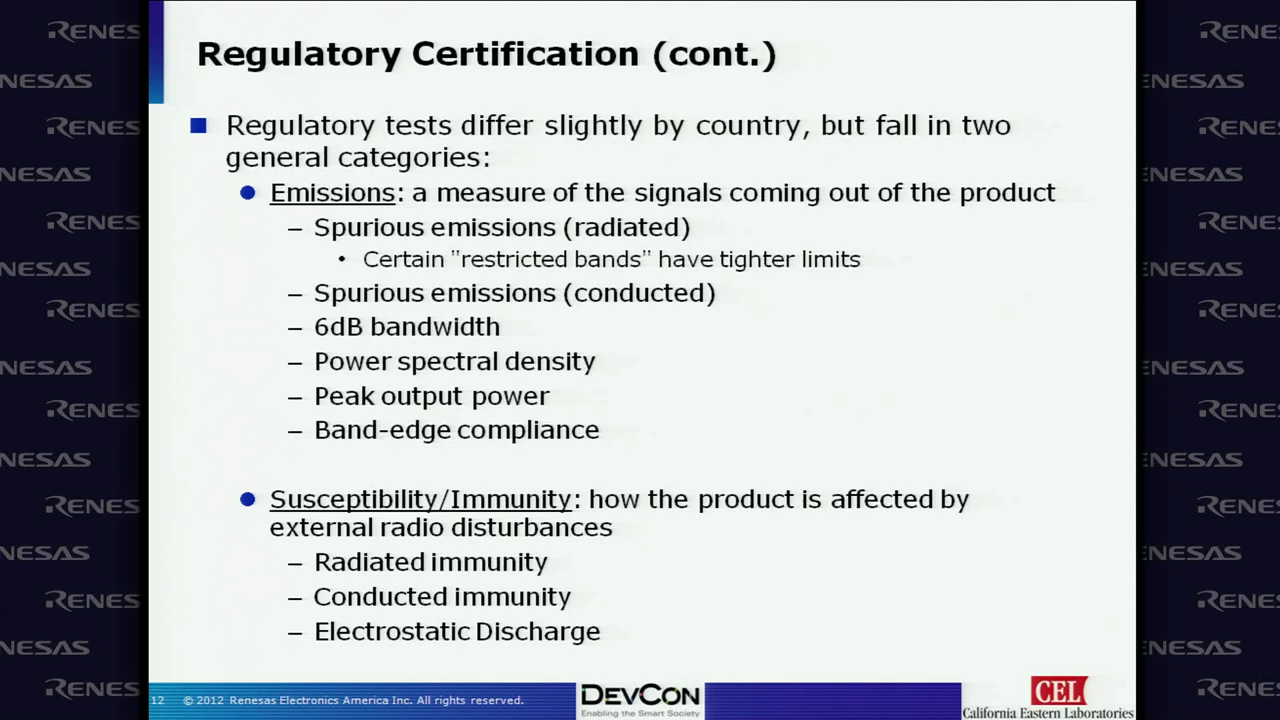 Regulatory Certification (cont.)
Regulatory tests differ slightly by country, but fall in two
general categories:
Emissions: a measure of the signals coming out of the product
– Spurious emissions (radiated)
• Certain "restricted bands" have tighter limits
– Spurious emissions (conducted)
– 6dB bandwidth
– Power spectral density
– Peak output power
– Band-edge compliance
Susceptibility/Immunity: how the product is affected by
external radio disturbances
– Radiated immunity
– Conducted immunity
– Electrostatic Discharge
12 © 2012 Renesas Electronics America Inc. All rights reserved.
DEVCON
Enabling the Smart Society
CEL
California Eastern Laboratories
RENESAS